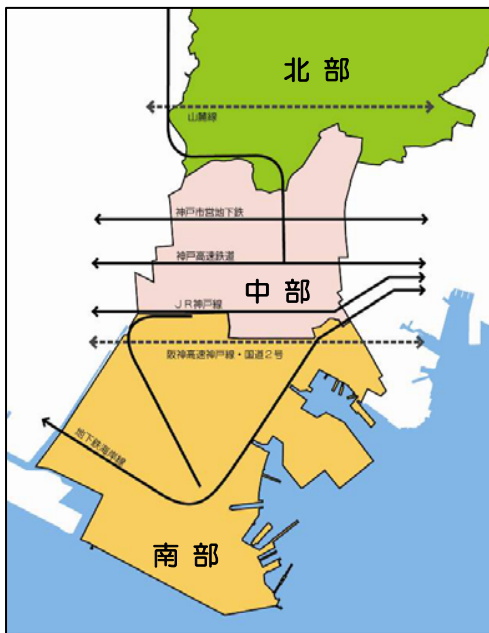 北部
山麓線
神戸市営地下鉄
神戸高速鉄道
中部
JR神戸線
阪神高速神戸線・国道2号
地下鉄海岸線
南部